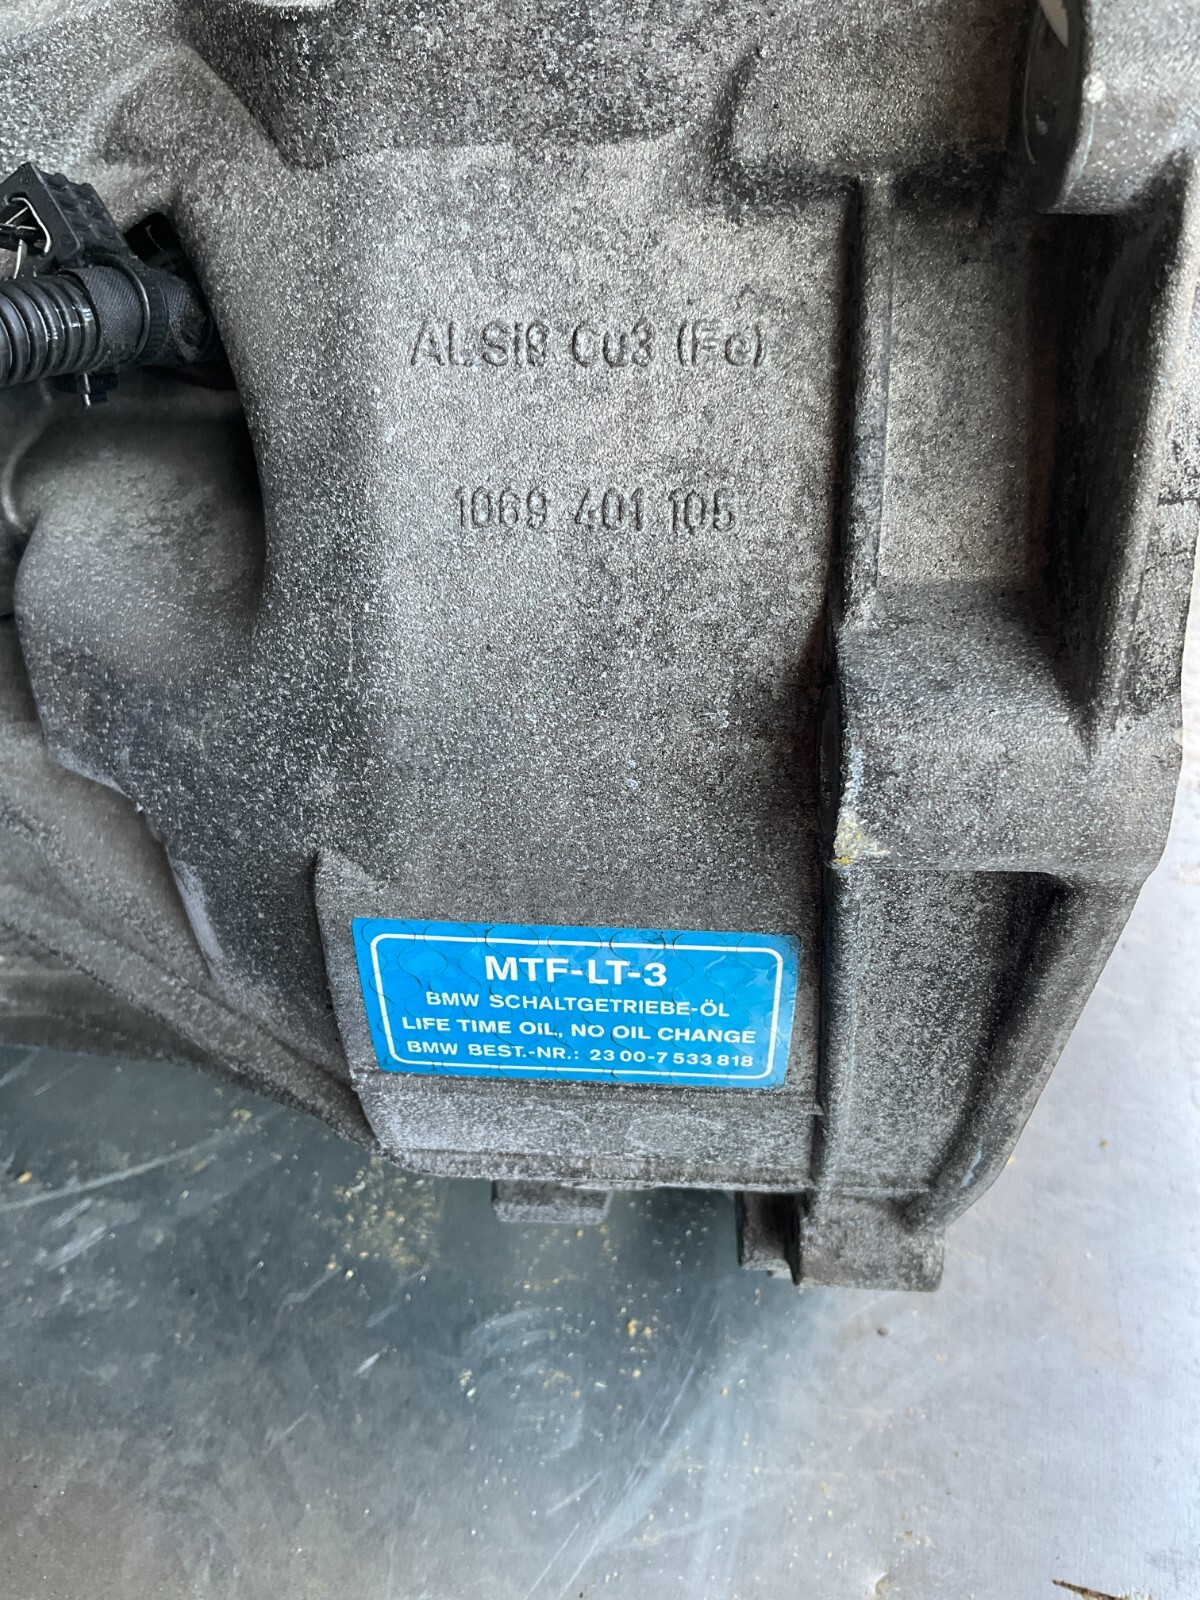 ALSi9 Cu3 (Fe)
1069 401 105
MTF-LT-3
BMW SCHALTGETRIEBE-ÖL
LIFE TIME OIL, NO OIL CHANGE
BMW BEST.-NR.: 23 00-7 533 818